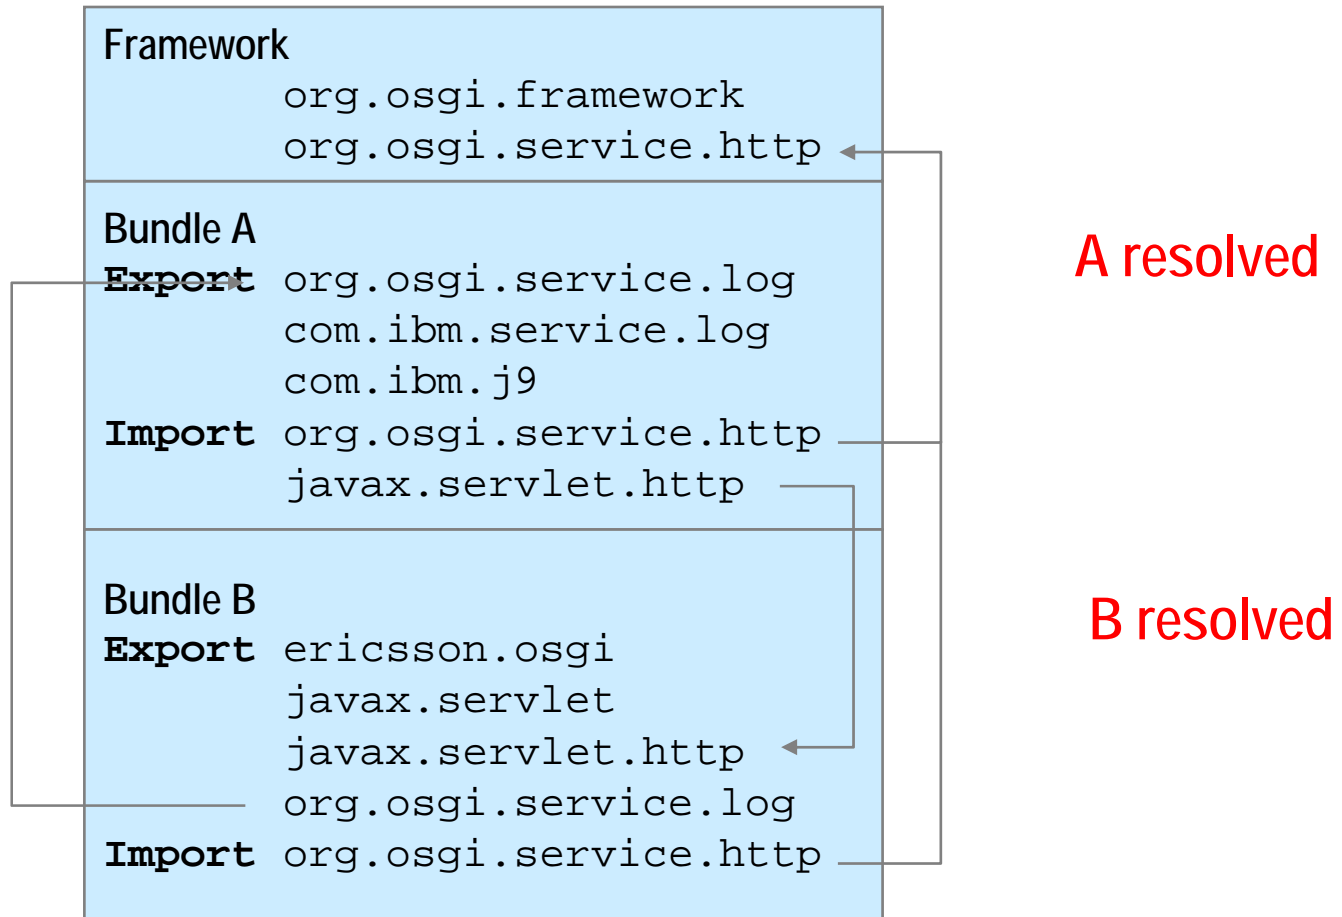 Framework
org.osgi.framework
org.osgi.service.http
Bundle A
Export org.osgi.service.log
com.ibm.service.log
com.ibm.j9
Import org.osgi.service.http
javax.servlet.http
A resolved
Bundle B
Export ericsson.osgi
javax.servlet
javax.servlet.http
org.osgi.service.log
Import org.osgi.service.http
B resolved